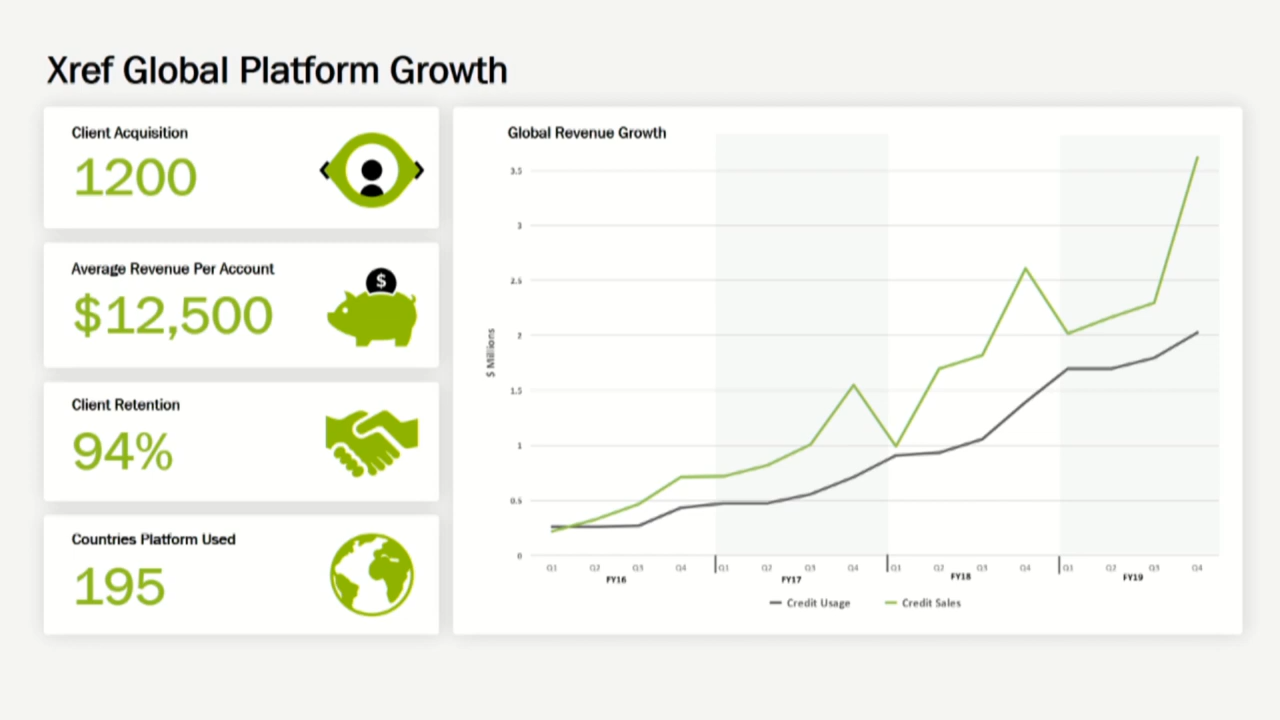 Xref Global Platform Growth
Client Acquisition
1200
Average Revenue Per Account
$12,500
$
Client Retention
94%
Countries Platform Used
195
Global Revenue Growth
$ Millions
3.5
3
2.5
2
1.5
1
0.5
0
Q1 Q2 Q3 Q4 Q1 Q2 Q3 Q4 Q1 Q2 Q3 Q4 Q1 Q2 Q3 Q4
FY16 FY17 FY18 FY19
Credit Usage Credit Sales